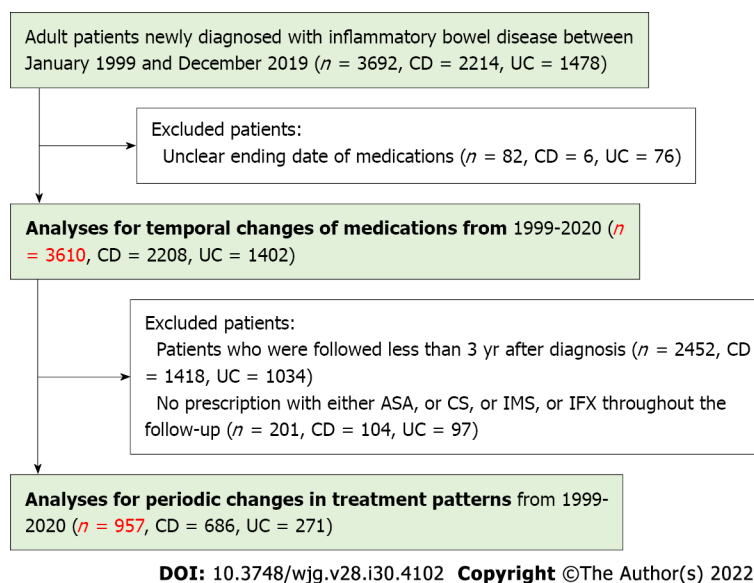 Adult patients newly diagnosed with inflammatory bowel disease between
January 1999 and December 2019 (n = 3692, CD = 2214, UC = 1478)
Excluded patients:
Unclear ending date of medications (n = 82, CD = 6, UC = 76)
Analyses for temporal changes of medications from 1999-2020 (n
= 3610, CD = 2208, UC = 1402)
Excluded patients:
Patients who were followed less than 3 yr after diagnosis (n = 2452, CD
= 1418, UC = 1034)
No prescription with either ASA, or CS, or IMS, or IFX throughout the
follow-up (n = 201, CD = 104, UC = 97)
Analyses for periodic changes in treatment patterns from 1999-
2020 (n = 957, CD = 686, UC = 271)
DOI: 10.3748/wjg.v28.i30.4102 Copyright ©The Author(s) 2022